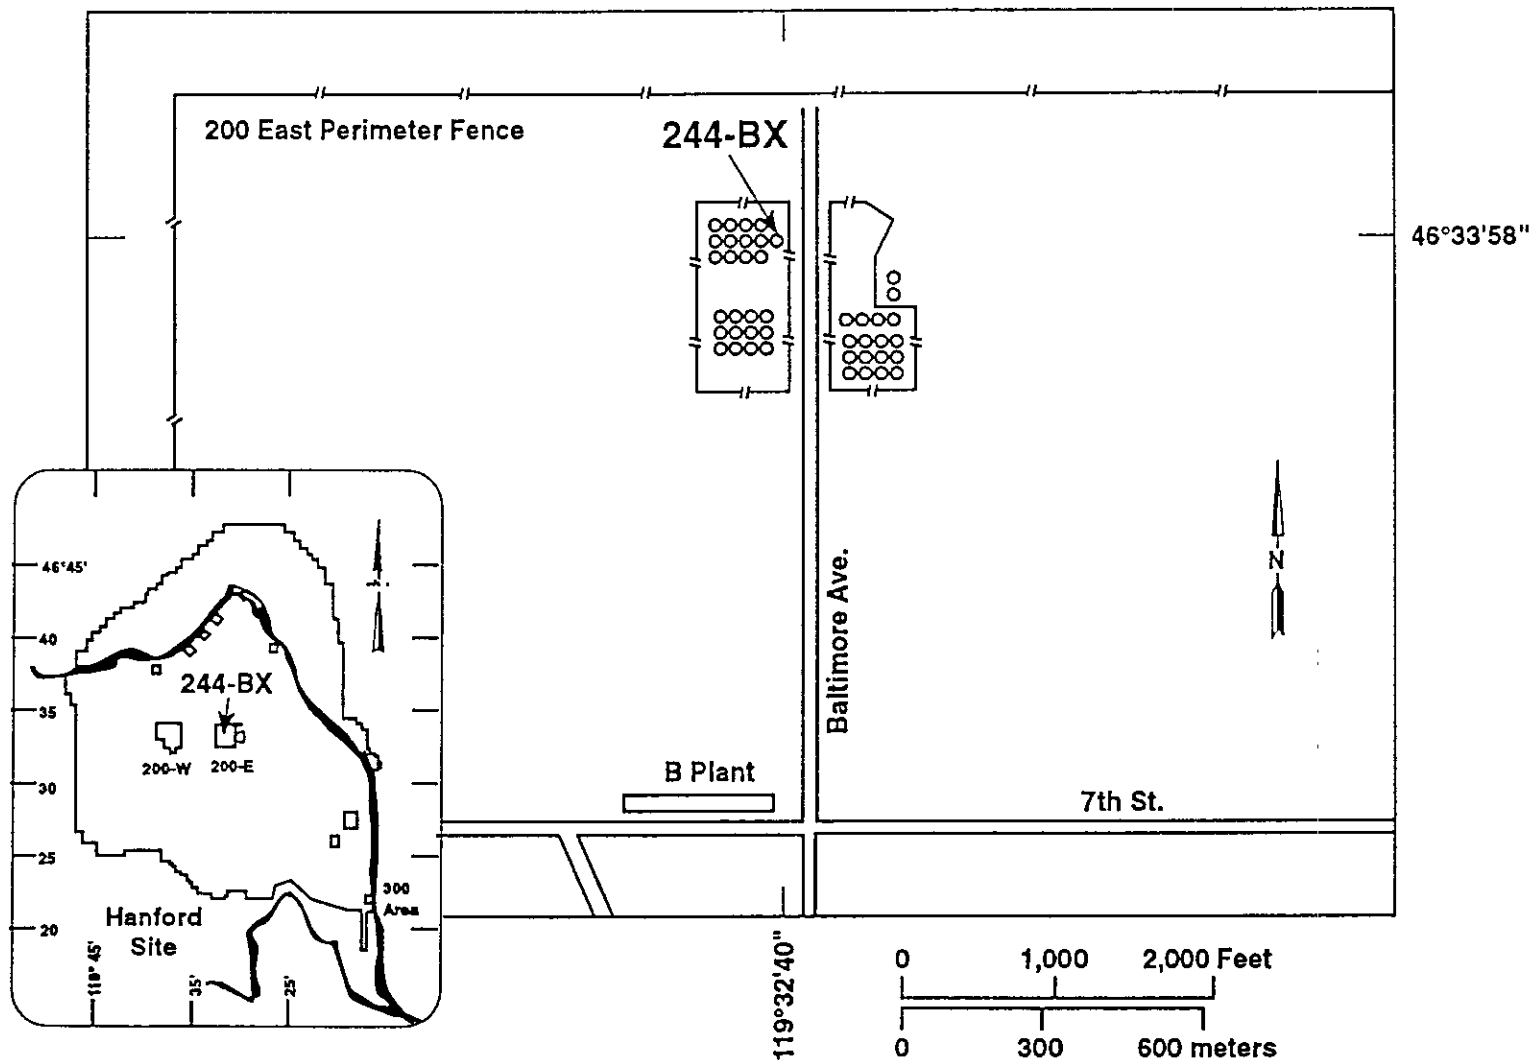 200 East Perimeter Fence
244-BX
46°33'58"
Baltimore Ave.
N
B Plant
7th St.
119°32'40"
0 1,000 2,000 Feet
0 300 600 meters
46°45'
40
35
30
25
20
244-BX
200-W 200-E
300
Area
Hanford
Site
119° 45'
35'
25'